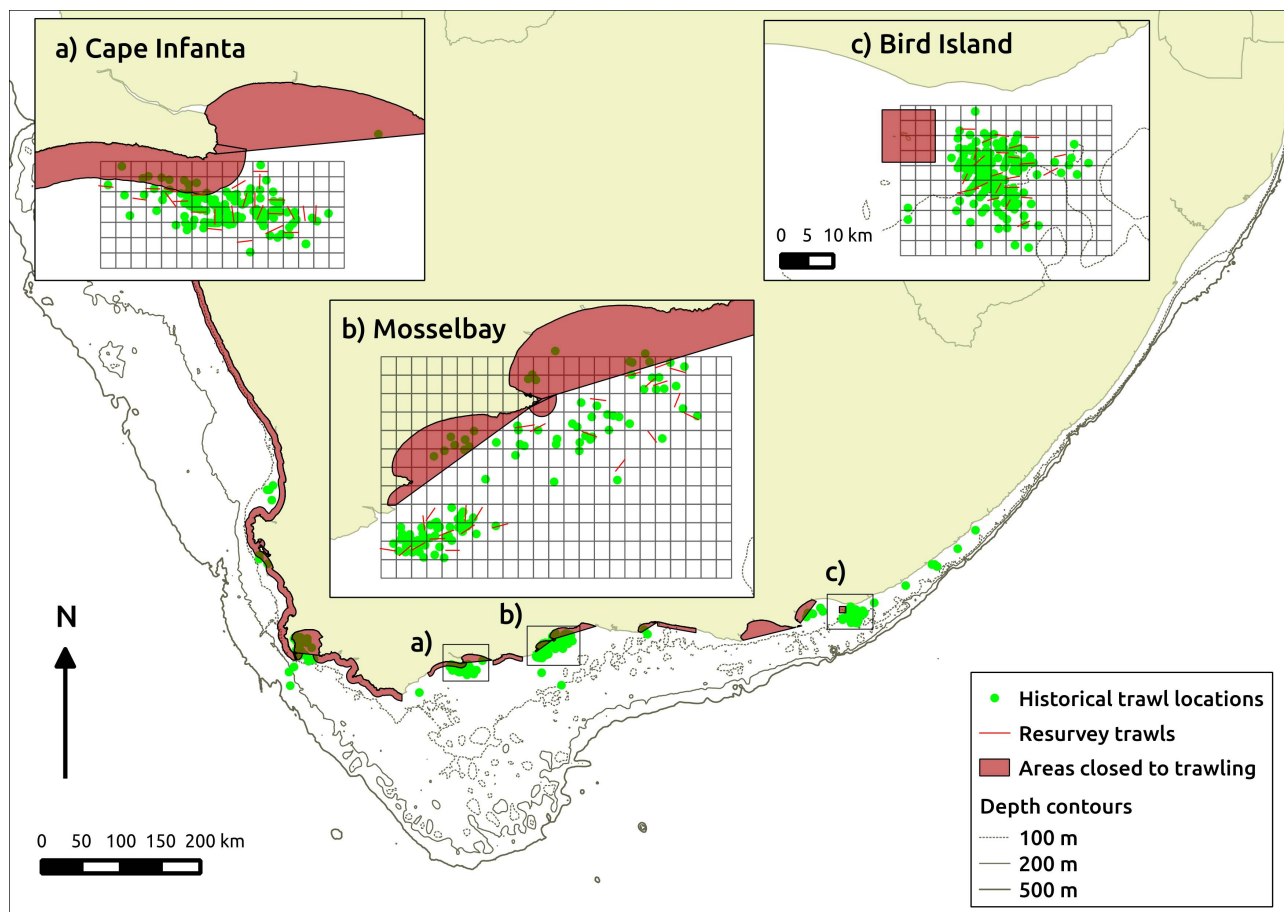 a) Cape Infanta
c) Bird Island
0 5 10 km
b) Mosselbay
c)
b)
a)
N
0 50 100 150 200 km
Historical trawl locations
Resurvey trawls
Areas closed to trawling
Depth contours
100 m
200 m
500 m